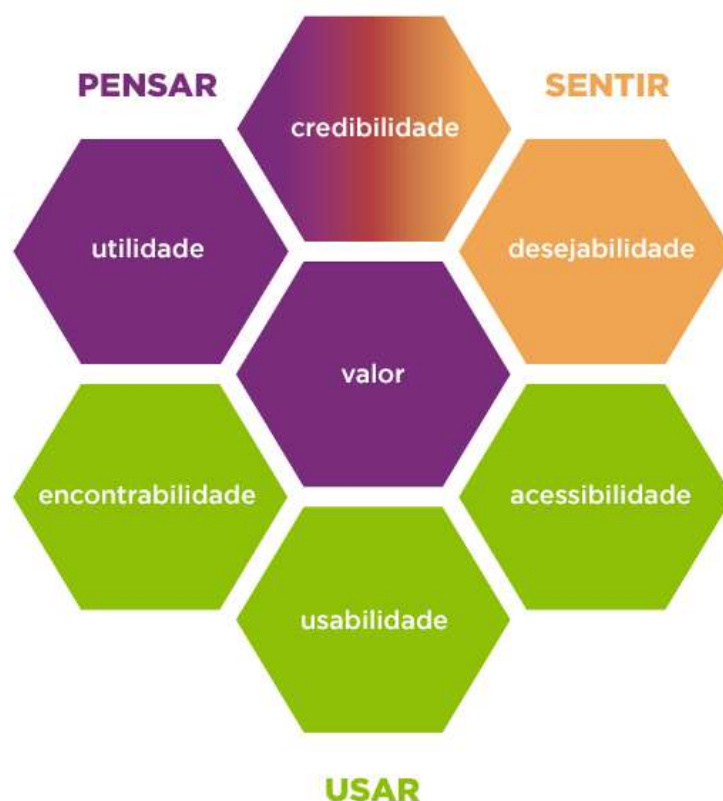 PENSAR
SENTIR
credibilidade
utilidade
desejabilidade
valor
encontrabilidade
acessibilidade
usabilidade
USAR